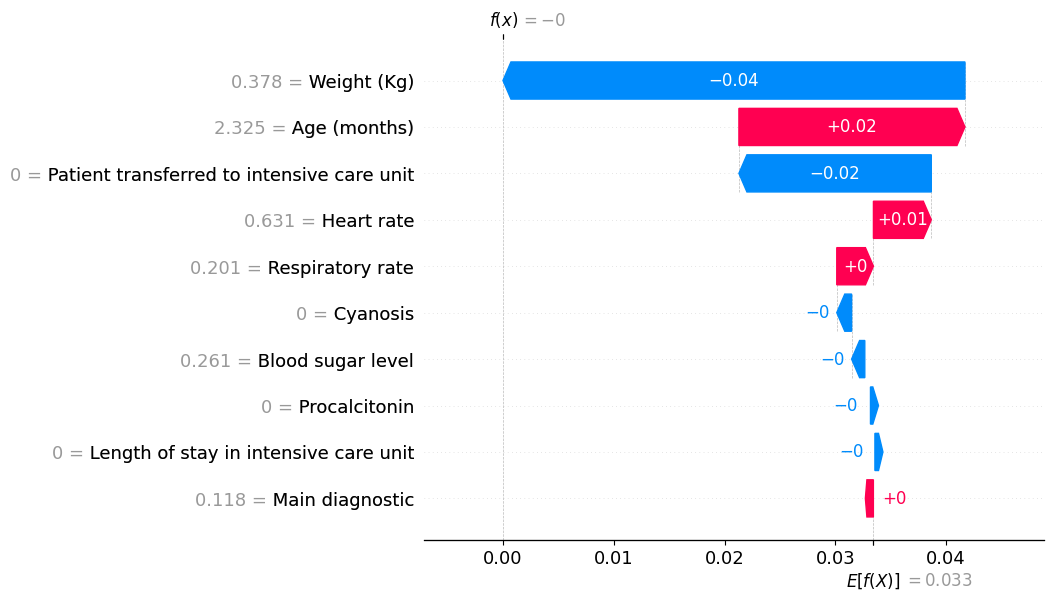 f(x) = −0
0.378 = Weight (Kg)
−0.04
2.325 = Age (months)
+0.02
0 = Patient transferred to intensive care unit
−0.02
0.631 = Heart rate
+0.01
0.201 = Respiratory rate
+0
0 = Cyanosis
−0
0.261 = Blood sugar level
−0
0 = Procalcitonin
−0
0 = Length of stay in intensive care unit
−0
0.118 = Main diagnostic
+0
0.00 0.01 0.02 0.03 0.04
E[f(X)] = 0.033